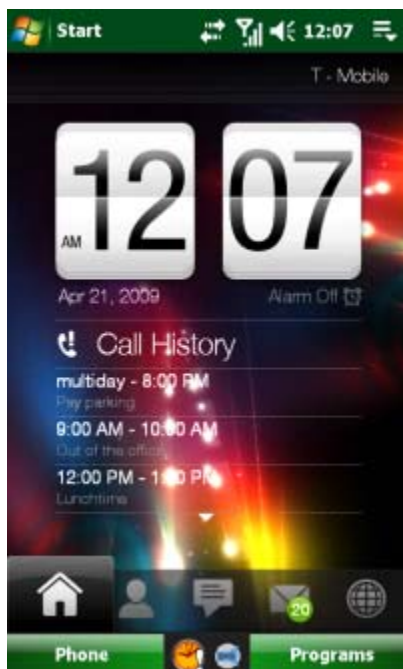 Start 12:07
T - Mobile
AM 12 07
Apr 21, 2009 Alarm Off
Call History
multiday - 8:00 PM
Pay parking
9:00 AM - 10:00 AM
Out of the office
12:00 PM - 1:00 PM
Lunchtime
20
Phone Programs